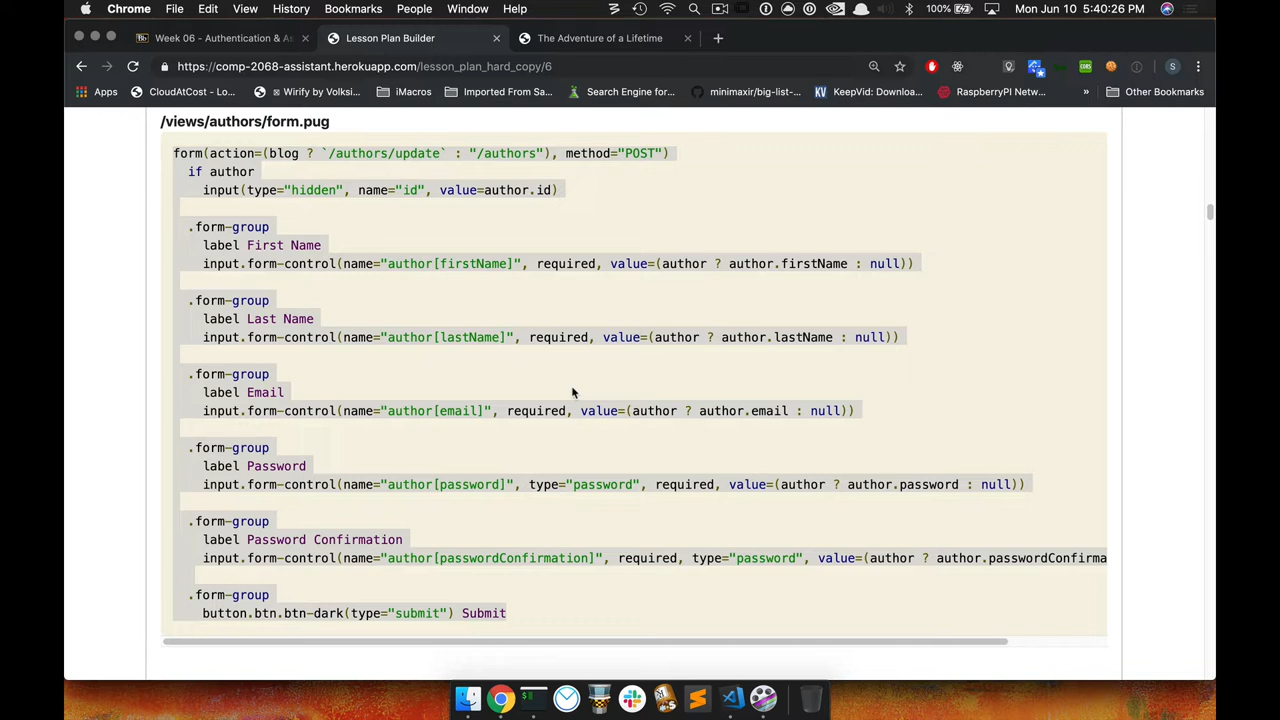 Chrome File Edit View History Bookmarks People Window Help 100% Mon Jun 10 5:40:26 PM
Week 06 - Authentication & As
Lesson Plan Builder
The Adventure of a Lifetime
https://comp-2068-assistant.herokuapp.com/lesson_plan_hard_copy/6
Apps CloudAtCost - Lo... Wirify by Volksi... iMacros Imported From Sa... Search Engine for... minimaxir/big-list-... KeepVid: Downloa... RaspberryPI Netw... » Other Bookmarks
/views/authors/form.pug
form(action=(blog ? `/authors/update` : "/authors"), method="POST")
if author
input(type="hidden", name="id", value=author.id)
.form-group
label First Name
input.form-control(name="author[firstName]", required, value=(author ? author.firstName : null))
.form-group
label Last Name
input.form-control(name="author[lastName]", required, value=(author ? author.lastName : null))
.form-group
label Email
input.form-control(name="author[email]", required, value=(author ? author.email : null))
.form-group
label Password
input.form-control(name="author[password]", type="password", required, value=(author ? author.password : null))
.form-group
label Password Confirmation
input.form-control(name="author[passwordConfirmation]", required, type="password", value=(author ? author.passwordConfirma
.form-group
button.btn.btn-dark(type="submit") Submit